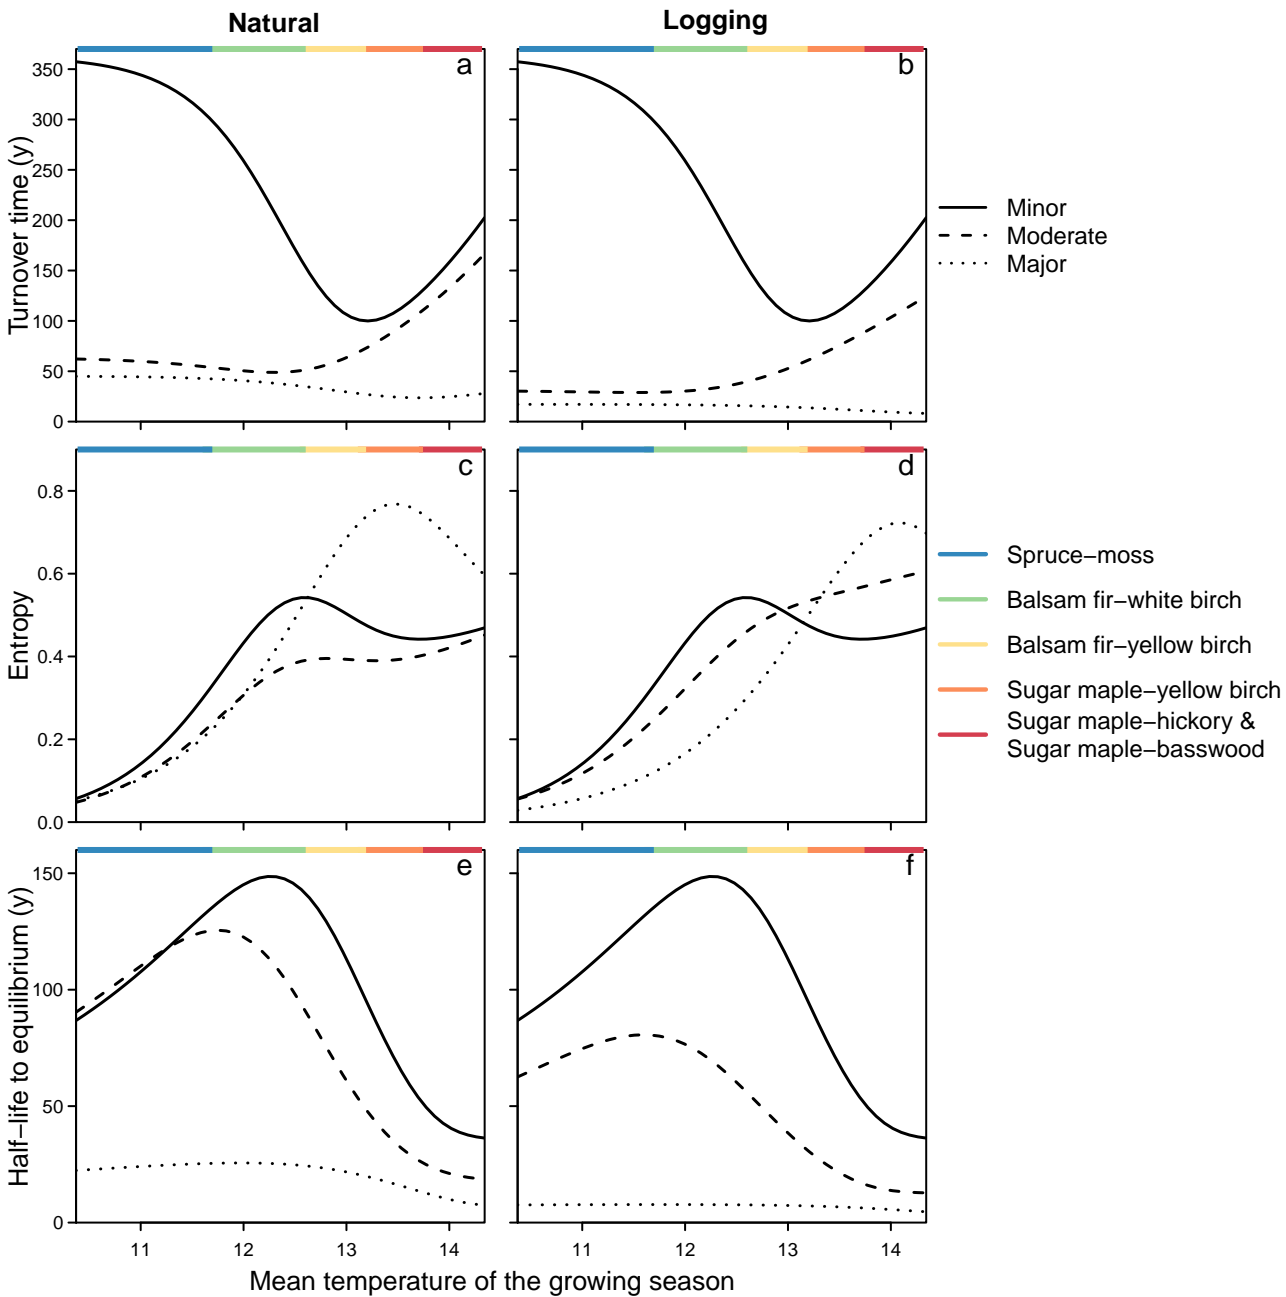 Natural
Logging
a
b
350
300
250
200
150
100
50
0
Turnover time (y)
Minor
Moderate
Major
c
d
0.8
0.6
0.4
0.2
0.0
Entropy
Spruce−moss
Balsam fir−white birch
Balsam fir−yellow birch
Sugar maple−yellow birch
Sugar maple−hickory &
Sugar maple−basswood
e
f
150
100
50
0
Half−life to equilibrium (y)
11 12 13 14
11 12 13 14
Mean temperature of the growing season